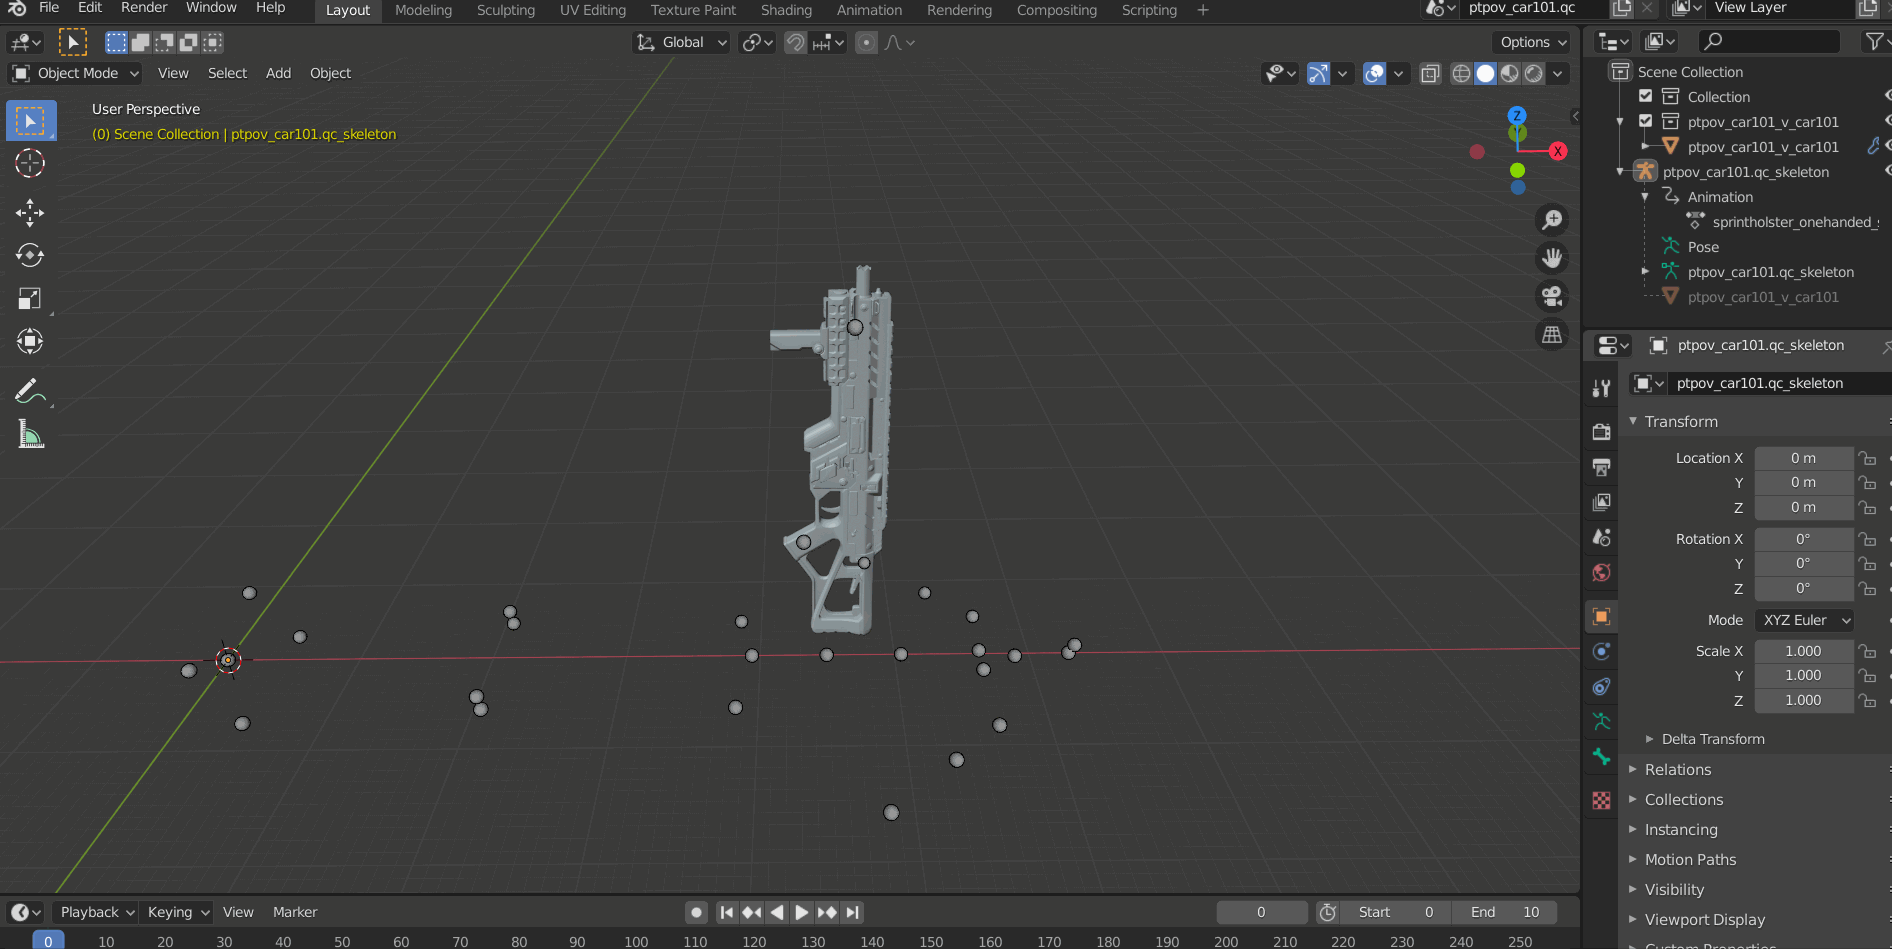 File Edit Render Window Help Layout Modeling Sculpting UV Editing Texture Paint Shading Animation Rendering Compositing Scripting + ptpov_car101.qc View Layer
Global Options
Object Mode View Select Add Object
User Perspective
(0) Scene Collection | ptpov_car101.qc_skeleton
Z
Y
X
Scene Collection
Collection
ptpov_car101_v_car101
ptpov_car101_v_car101
ptpov_car101.qc_skeleton
Animation
sprintholster_onehanded_
Pose
ptpov_car101.qc_skeleton
ptpov_car101_v_car101
ptpov_car101.qc_skeleton
ptpov_car101.qc_skeleton
Transform
Location X 0 m
Y 0 m
Z 0 m
Rotation X 0°
Y 0°
Z 0°
Mode XYZ Euler
Scale X 1.000
Y 1.000
Z 1.000
Delta Transform
Relations
Collections
Instancing
Motion Paths
Visibility
Viewport Display
Custom Properties
Playback Keying View Marker 0 Start 0 End 10
0 10 20 30 40 50 60 70 80 90 100 110 120 130 140 150 160 170 180 190 200 210 220 230 240 250